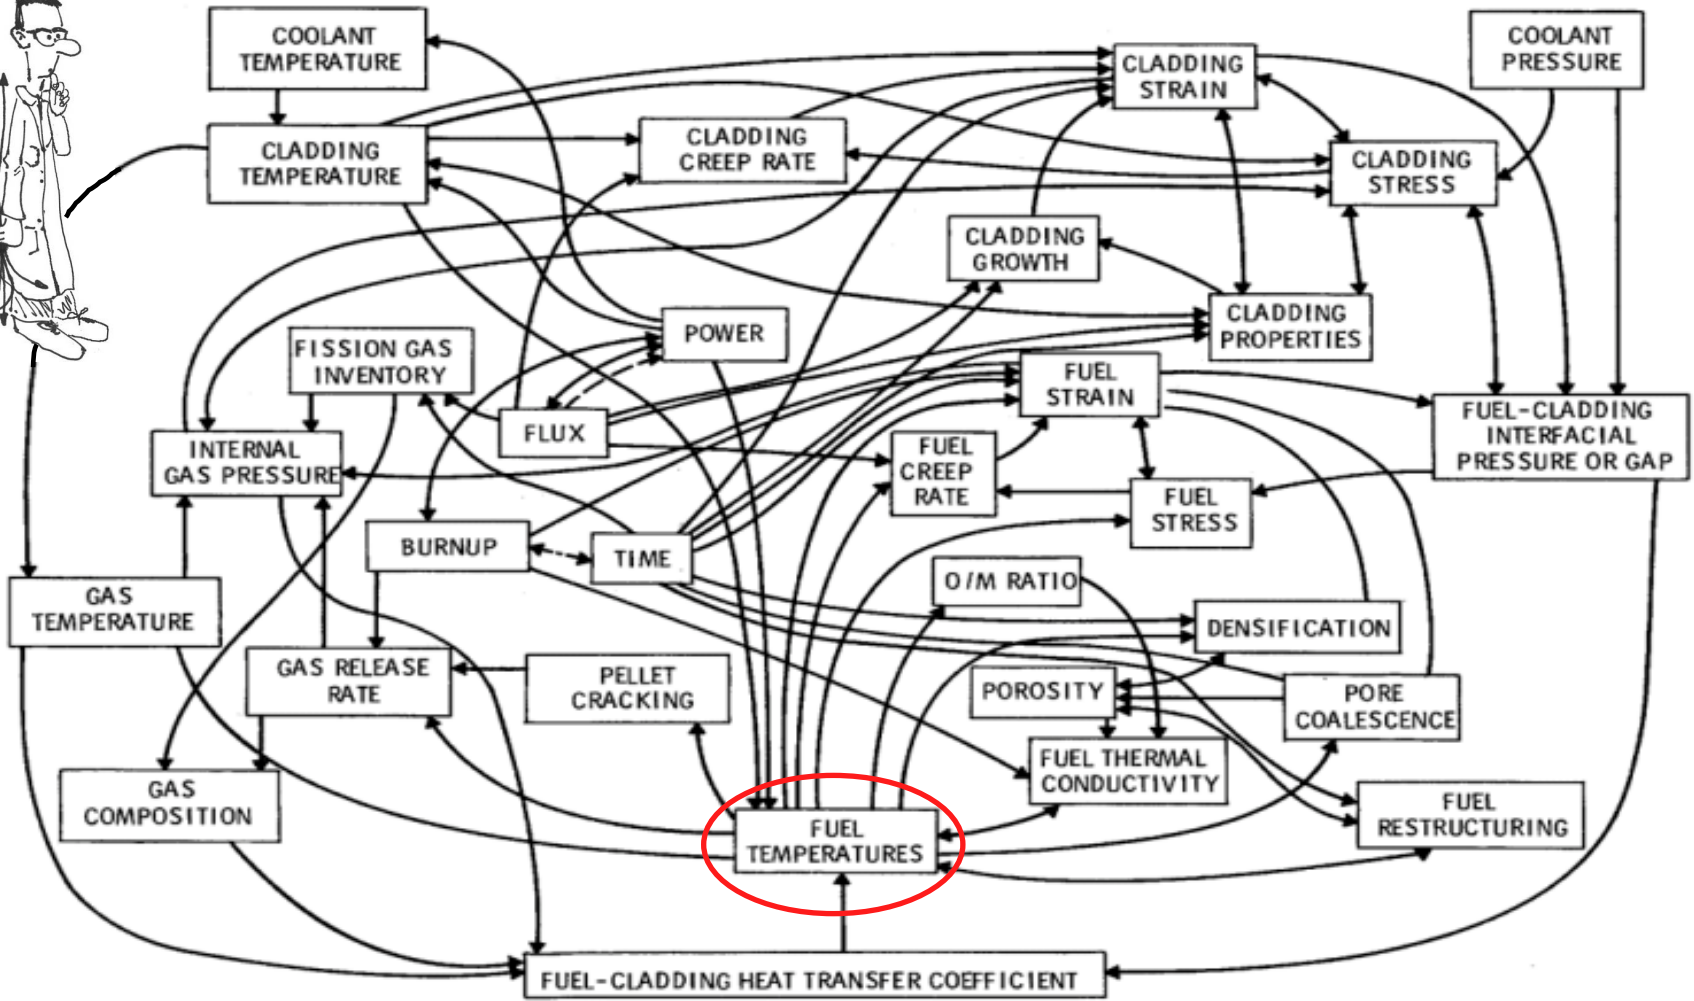 COOLANT
TEMPERATURE
CLADDING
STRAIN
COOLANT
PRESSURE
CLADDING
TEMPERATURE
CLADDING
CREEP RATE
CLADDING
STRESS
CLADDING
GROWTH
CLADDING
PROPERTIES
POWER
FISSION GAS
INVENTORY
FUEL
STRAIN
FLUX
FUEL-CLADDING
INTERFACIAL
PRESSURE OR GAP
INTERNAL
GAS PRESSURE
FUEL
CREEP
RATE
FUEL
STRESS
BURNUP
TIME
O/M RATIO
GAS
TEMPERATURE
DENSIFICATION
GAS RELEASE
RATE
PELLET
CRACKING
POROSITY
PORE
COALESCENCE
FUEL THERMAL
CONDUCTIVITY
GAS
COMPOSITION
FUEL
TEMPERATURES
FUEL
RESTRUCTURING
FUEL-CLADDING HEAT TRANSFER COEFFICIENT